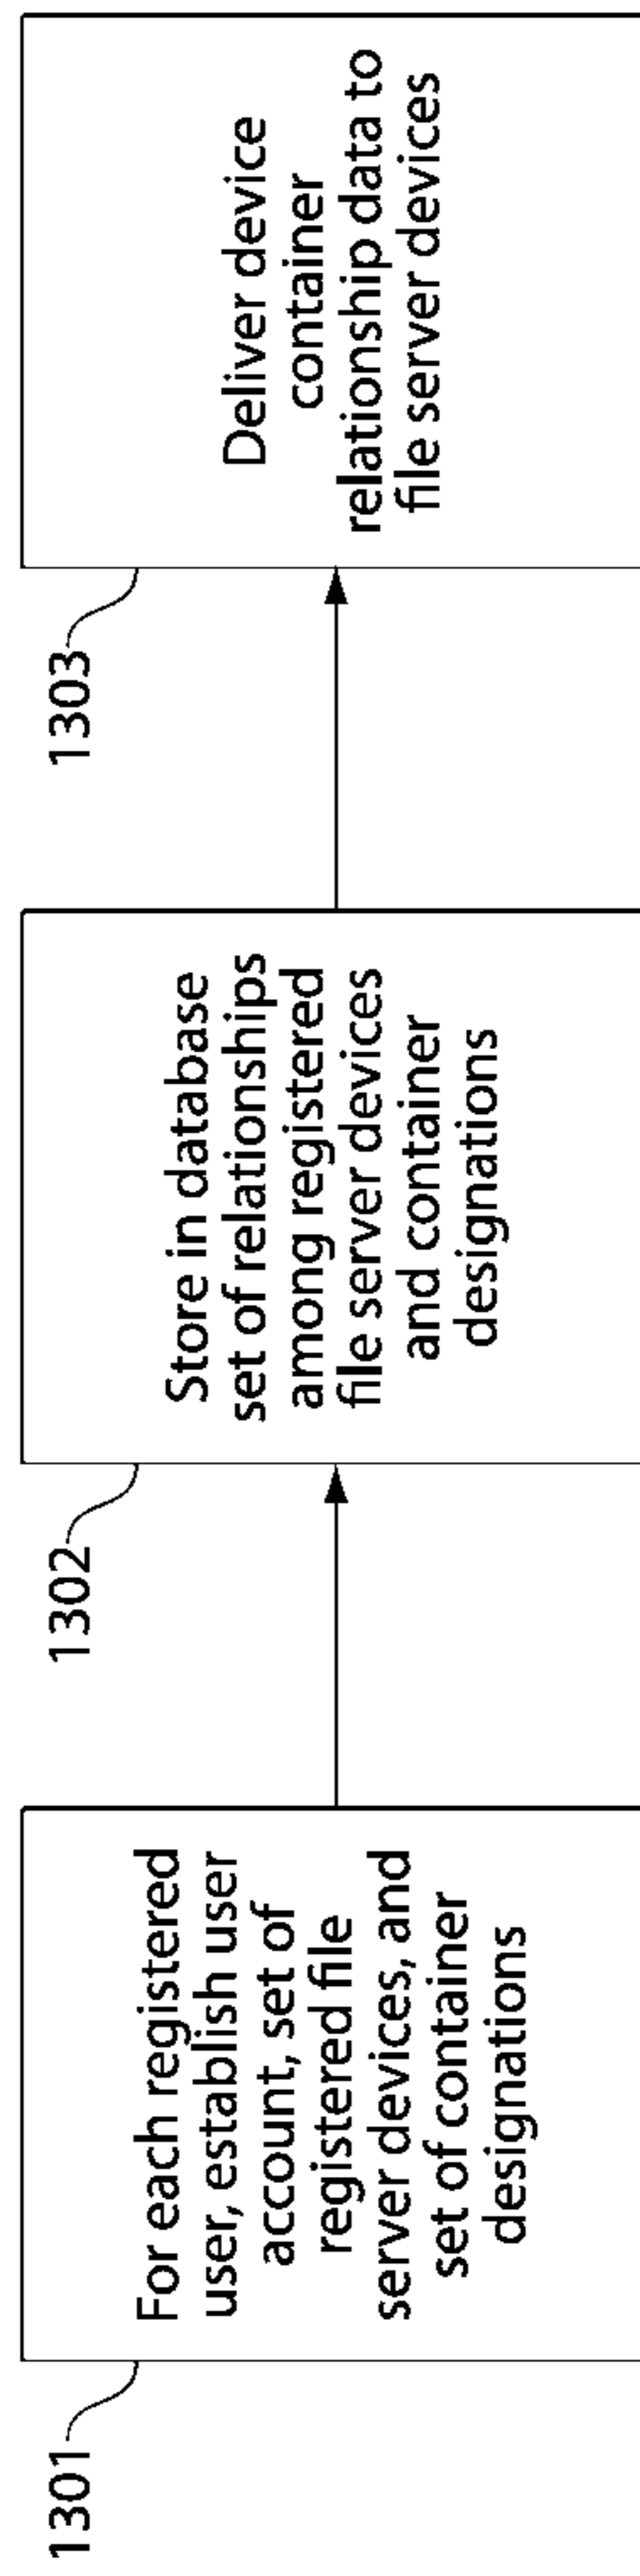 1301
For each registered
user, establish user
account, set of
registered file
server devices, and
set of container
designations
1302
Store in database
set of relationships
among registered
file server devices
and container
designations
1303
Deliver device
container
relationship data to
file server devices